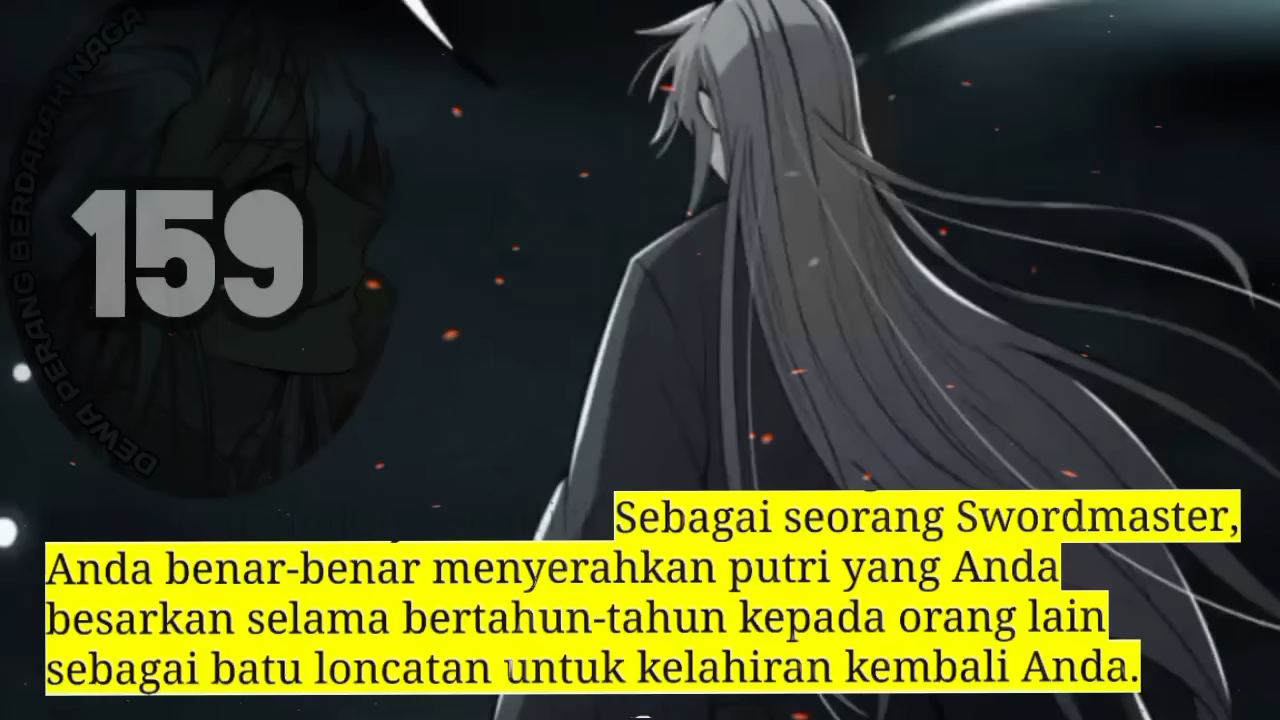 DEWA PERANG BERDARAH NAGA
159
Sebagai seorang Swordmaster,
Anda benar-benar menyerahkan putri yang Anda
besarkan selama bertahun-tahun kepada orang lain
sebagai batu loncatan untuk kelahiran kembali Anda.